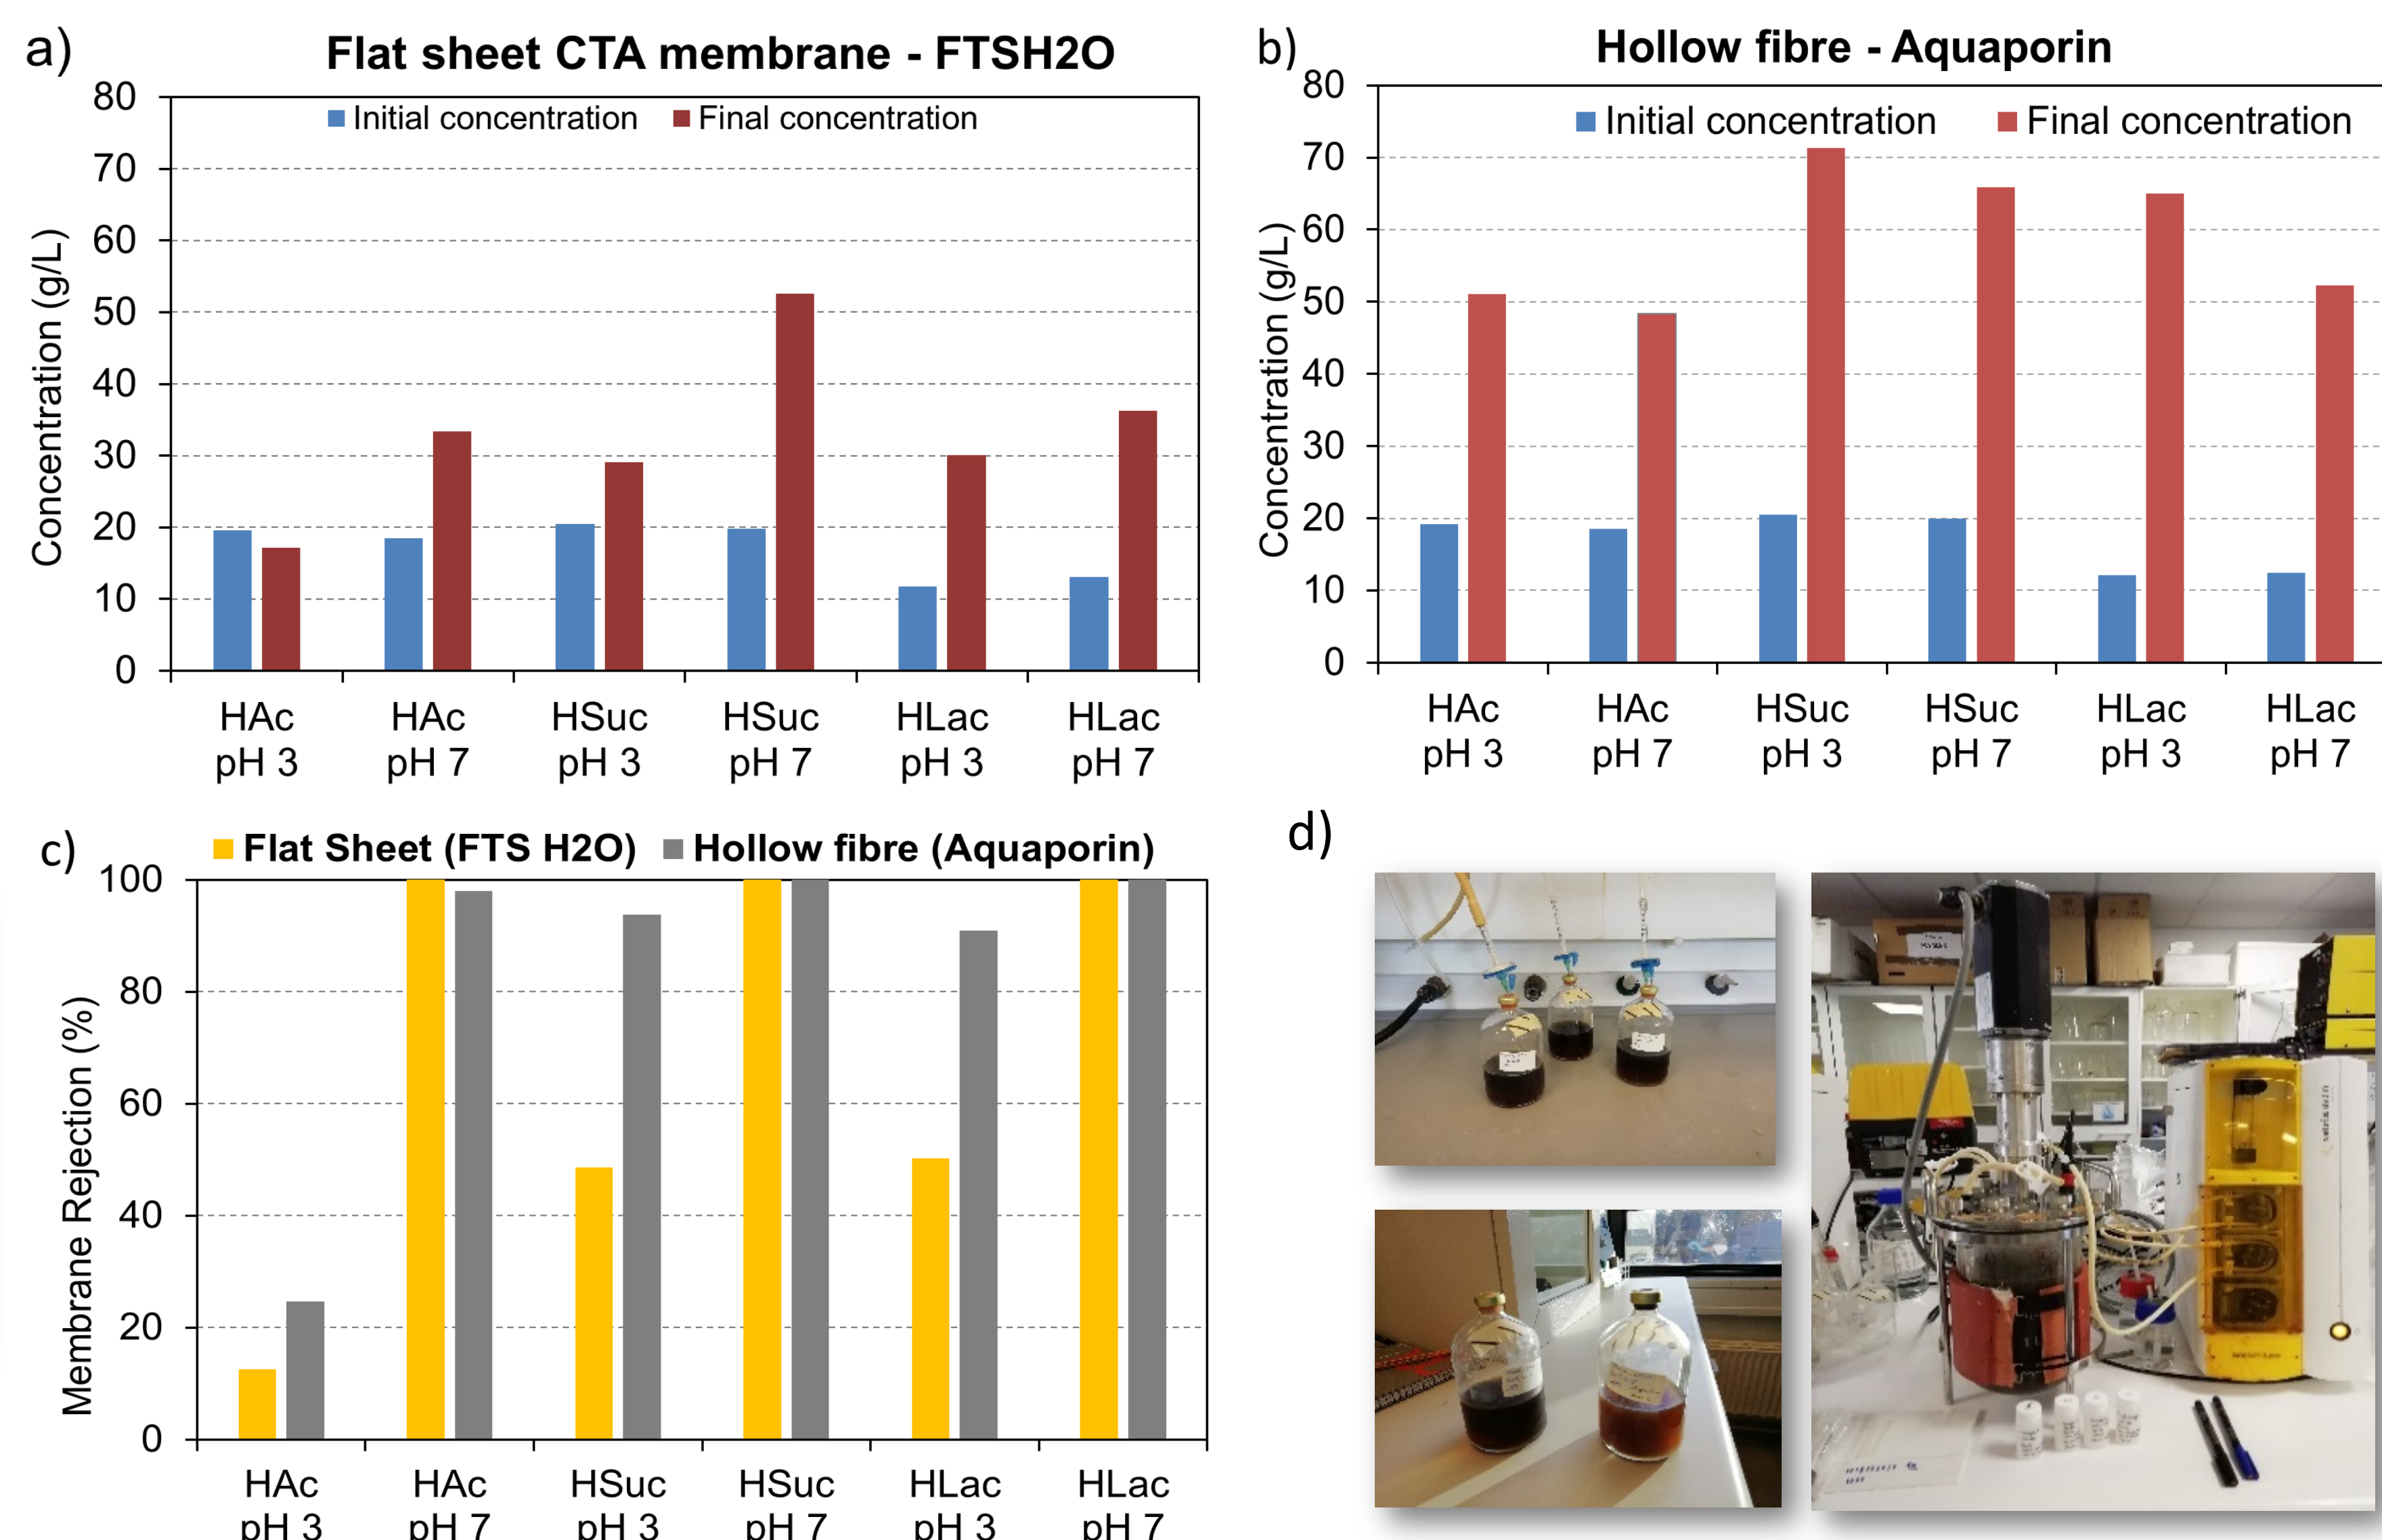 a)
Flat sheet CTA membrane - FTSH2O
Initial concentration
Final concentration
Concentration (g/L)
80
70
60
50
40
30
20
10
0
HAc
pH 3
HAc
pH 7
HSuc
pH 3
HSuc
pH 7
HLac
pH 3
HLac
pH 7
b)
Hollow fibre - Aquaporin
Initial concentration
Final concentration
Concentration (g/L)
80
70
60
50
40
30
20
10
0
HAc
pH 3
HAc
pH 7
HSuc
pH 3
HSuc
pH 7
HLac
pH 3
HLac
pH 7
c)
Flat Sheet (FTS H2O)
Hollow fibre (Aquaporin)
Membrane Rejection (%)
100
80
60
40
20
0
HAc
pH 3
HAc
pH 7
HSuc
pH 3
HSuc
pH 7
HLac
pH 3
HLac
pH 7
d)